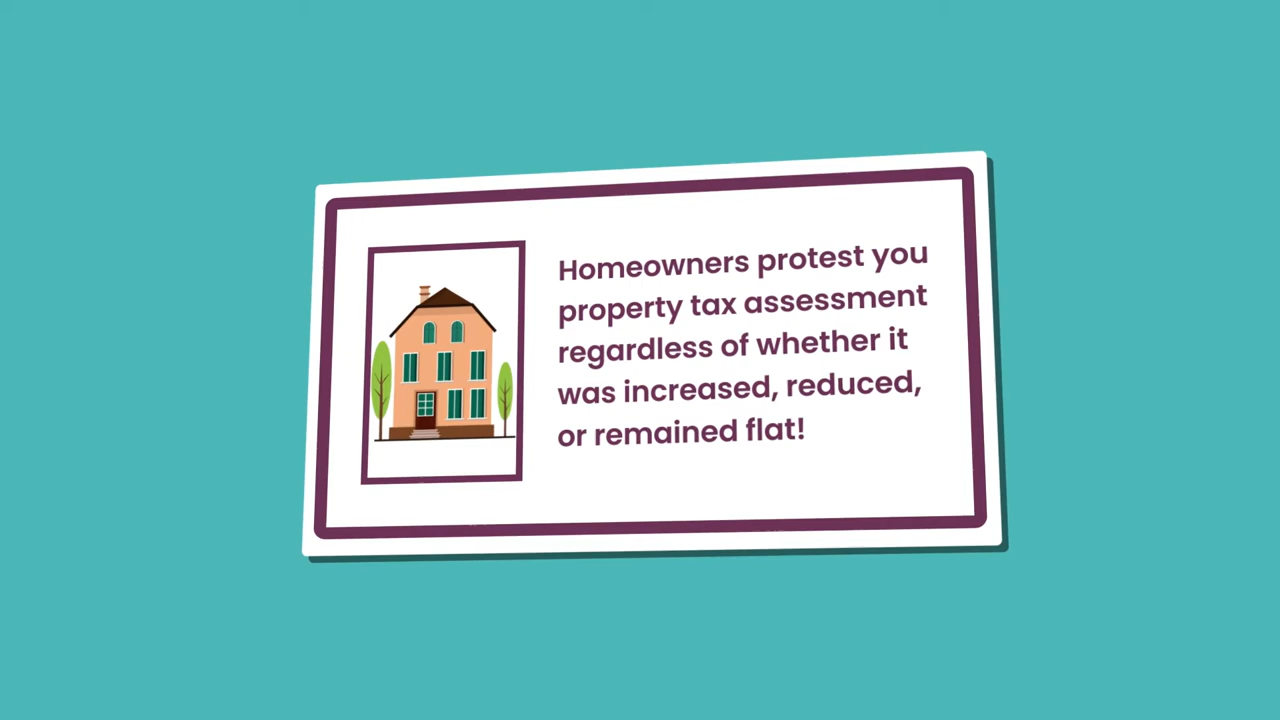 Homeowners protest you
property tax assessment
regardless of whether it
was increased, reduced,
or remained flat!